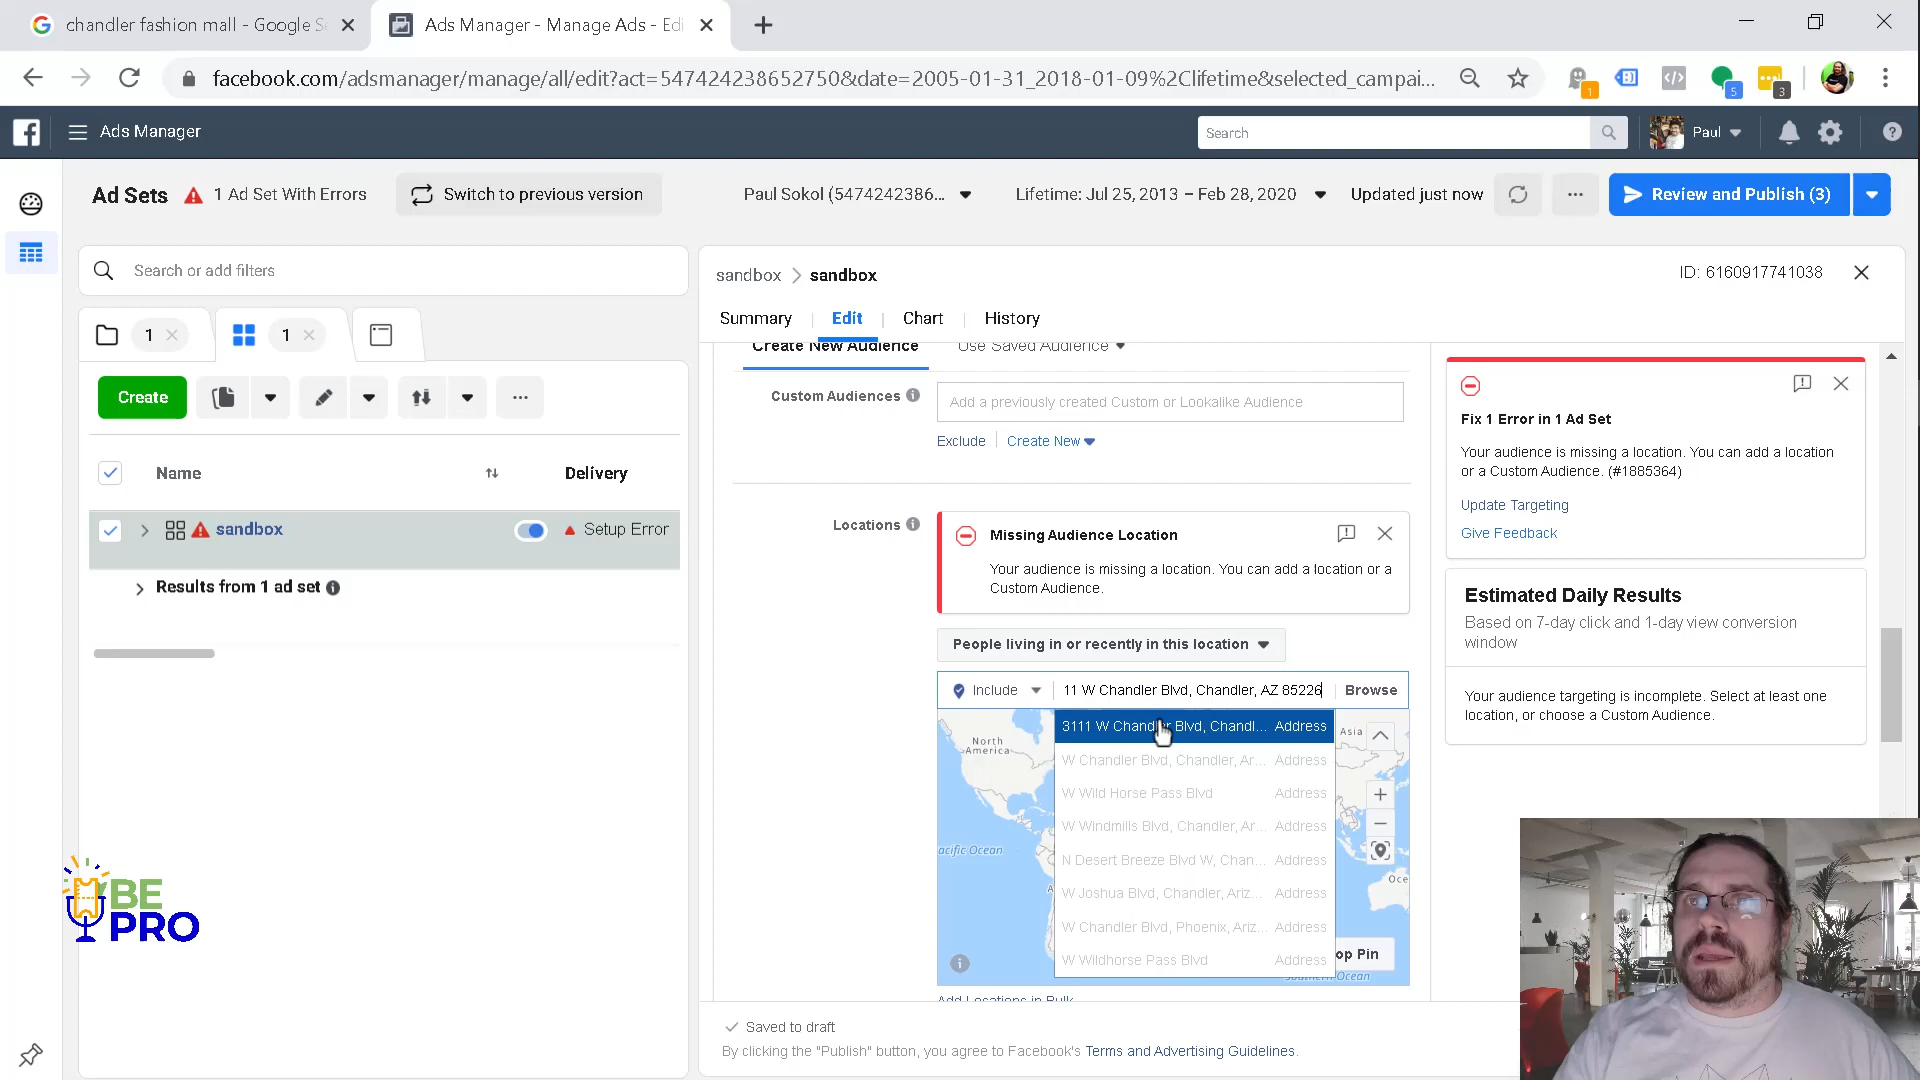 chandler fashion mall - Google S
Ads Manager - Manage Ads - Edi
facebook.com/adsmanager/manage/all/edit?act=547424238652750&date=2005-01-31_2018-01-09%2Clifetime&selected_campai...
1
5
3
Ads Manager
Search
Paul
Ad Sets
1 Ad Set With Errors
Switch to previous version
Paul Sokol (5474242386...
Lifetime: Jul 25, 2013 – Feb 28, 2020
Updated just now
Review and Publish (3)
Search or add filters
1
1
Create
Name
Delivery
sandbox
Setup Error
Results from 1 ad set
sandbox > sandbox
ID: 6160917741038
Summary
Edit
Chart
History
Create New Audience
Use Saved Audience
Custom Audiences
Add a previously created Custom or Lookalike Audience
Exclude
Create New
Locations
Missing Audience Location
Your audience is missing a location. You can add a location or a
Custom Audience.
People living in or recently in this location
Include
11 W Chandler Blvd, Chandler, AZ 85226
Browse
3111 W Chandler Blvd, Chandl... Address
W Chandler Blvd, Chandler, Ar... Address
W Wild Horse Pass Blvd Address
W Windmills Blvd, Chandler, Ar... Address
N Desert Breeze Blvd W, Chan... Address
W Joshua Blvd, Chandler, Ariz... Address
W Chandler Blvd, Phoenix, Ariz... Address
W Wildhorse Pass Blvd Address
North
America
Asia
acific Ocean
Oce
op Pin
Southern Ocean
Add Locations in Bulk
Saved to draft
By clicking the "Publish" button, you agree to Facebook's Terms and Advertising Guidelines.
Fix 1 Error in 1 Ad Set
Your audience is missing a location. You can add a location
or a Custom Audience. (#1885364)
Update Targeting
Give Feedback
Estimated Daily Results
Based on 7-day click and 1-day view conversion
window
Your audience targeting is incomplete. Select at least one
location, or choose a Custom Audience.
BE
PRO